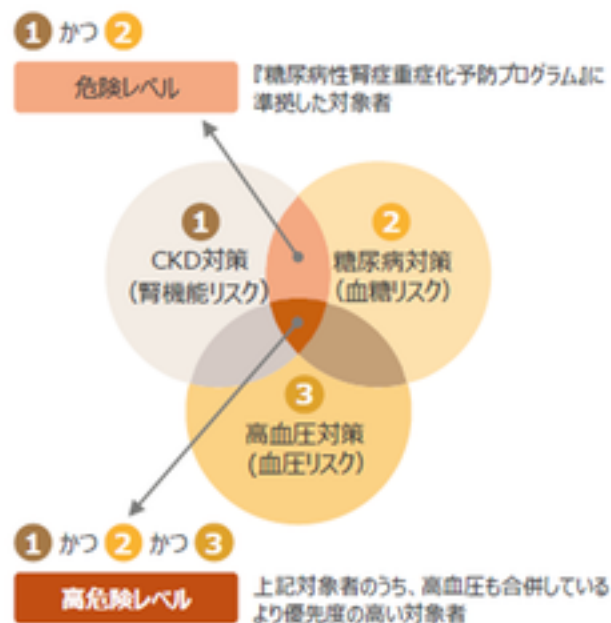 1 かつ 2
危険レベル
『糖尿病性腎症重症化予防プログラム』に
準拠した対象者
1
CKD対策
(腎機能リスク)
2
糖尿病対策
(血糖リスク)
3
高血圧対策
(血圧リスク)
1 かつ 2 かつ 3
高危険レベル
上記対象者のうち、高血圧も合併している
より優先度の高い対象者